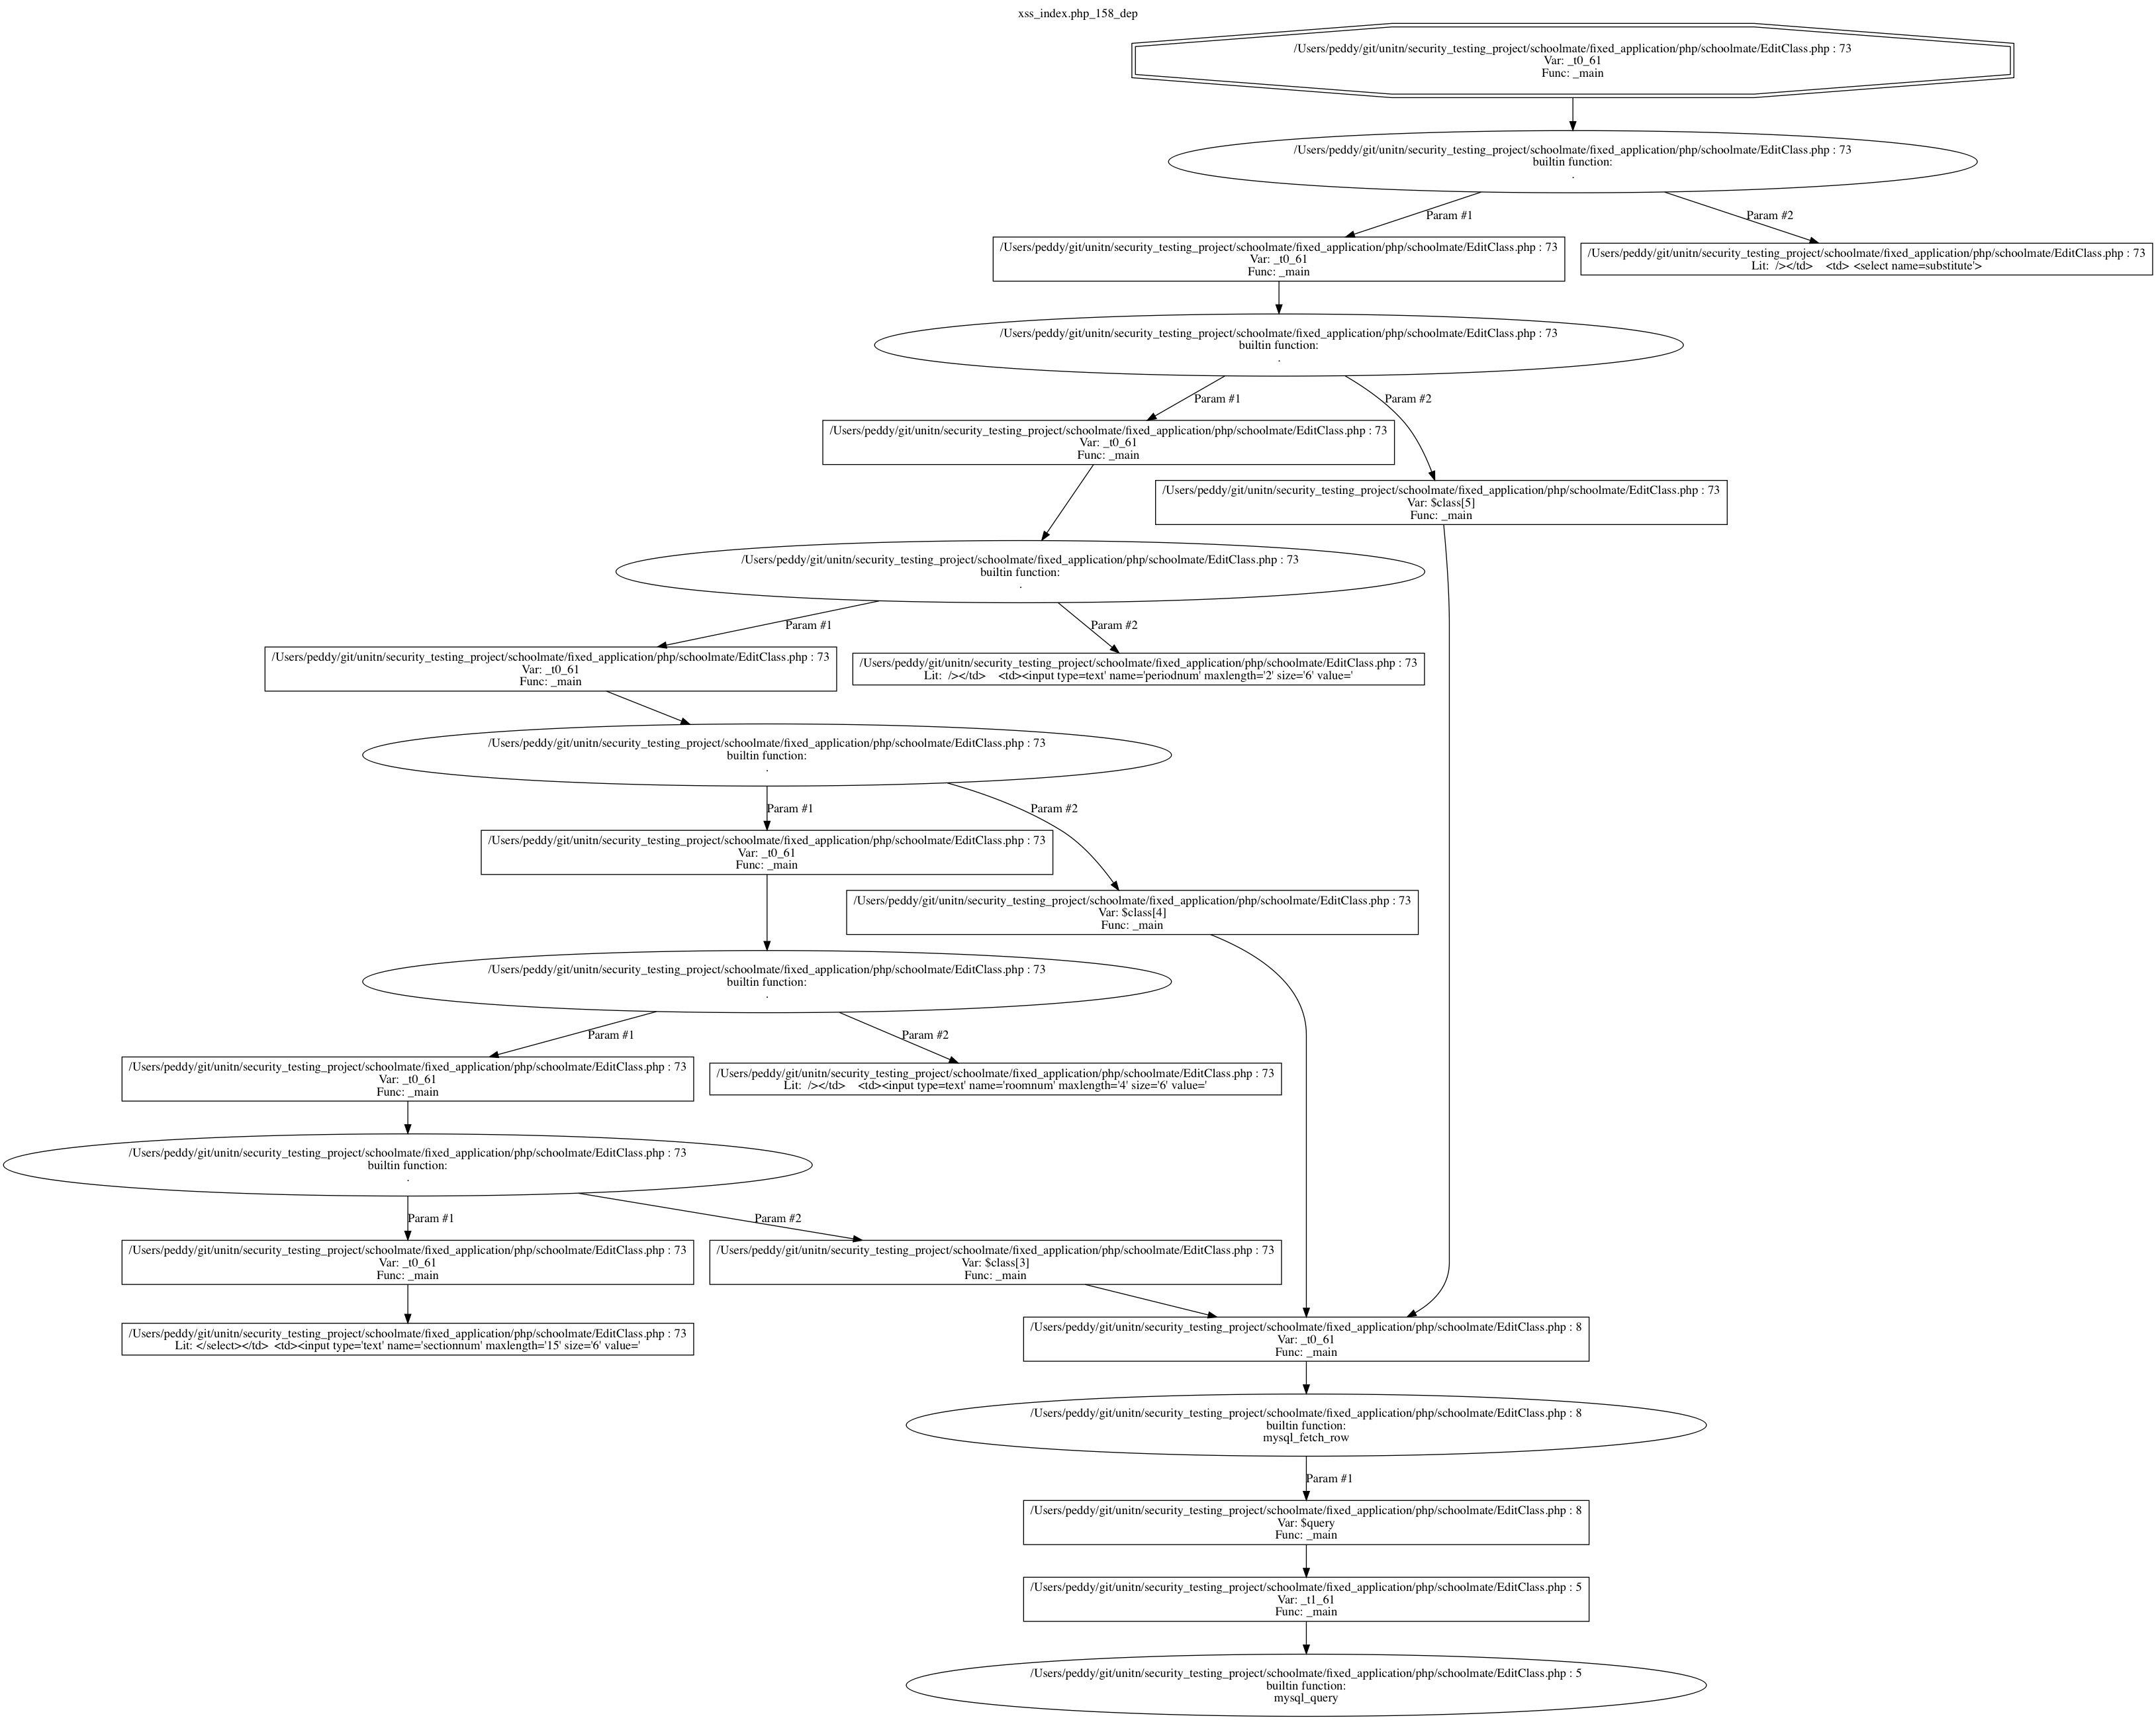 xss_index.php_158_dep
/Users/peddy/git/unitn/security_testing_project/schoolmate/fixed_application/php/schoolmate/EditClass.php : 73
Var: _t0_61
Func: _main
/Users/peddy/git/unitn/security_testing_project/schoolmate/fixed_application/php/schoolmate/EditClass.php : 73
builtin function:
.
Param #1
Param #2
/Users/peddy/git/unitn/security_testing_project/schoolmate/fixed_application/php/schoolmate/EditClass.php : 73
Var: _t0_61
Func: _main
/Users/peddy/git/unitn/security_testing_project/schoolmate/fixed_application/php/schoolmate/EditClass.php : 73
Lit:  /></td>    <td> <select name=substitute'>
/Users/peddy/git/unitn/security_testing_project/schoolmate/fixed_application/php/schoolmate/EditClass.php : 73
builtin function:
.
Param #1
Param #2
/Users/peddy/git/unitn/security_testing_project/schoolmate/fixed_application/php/schoolmate/EditClass.php : 73
Var: _t0_61
Func: _main
/Users/peddy/git/unitn/security_testing_project/schoolmate/fixed_application/php/schoolmate/EditClass.php : 73
Var: $class[5]
Func: _main
/Users/peddy/git/unitn/security_testing_project/schoolmate/fixed_application/php/schoolmate/EditClass.php : 73
builtin function:
.
Param #1
Param #2
/Users/peddy/git/unitn/security_testing_project/schoolmate/fixed_application/php/schoolmate/EditClass.php : 73
Var: _t0_61
Func: _main
/Users/peddy/git/unitn/security_testing_project/schoolmate/fixed_application/php/schoolmate/EditClass.php : 73
Lit:  /></td>    <td><input type=text' name='periodnum' maxlength='2' size='6' value='
/Users/peddy/git/unitn/security_testing_project/schoolmate/fixed_application/php/schoolmate/EditClass.php : 73
builtin function:
.
Param #1
Param #2
/Users/peddy/git/unitn/security_testing_project/schoolmate/fixed_application/php/schoolmate/EditClass.php : 73
Var: _t0_61
Func: _main
/Users/peddy/git/unitn/security_testing_project/schoolmate/fixed_application/php/schoolmate/EditClass.php : 73
Var: $class[4]
Func: _main
/Users/peddy/git/unitn/security_testing_project/schoolmate/fixed_application/php/schoolmate/EditClass.php : 73
builtin function:
.
Param #1
Param #2
/Users/peddy/git/unitn/security_testing_project/schoolmate/fixed_application/php/schoolmate/EditClass.php : 73
Var: _t0_61
Func: _main
/Users/peddy/git/unitn/security_testing_project/schoolmate/fixed_application/php/schoolmate/EditClass.php : 73
Lit:  /></td>    <td><input type=text' name='roomnum' maxlength='4' size='6' value='
/Users/peddy/git/unitn/security_testing_project/schoolmate/fixed_application/php/schoolmate/EditClass.php : 73
builtin function:
.
Param #1
Param #2
/Users/peddy/git/unitn/security_testing_project/schoolmate/fixed_application/php/schoolmate/EditClass.php : 73
Var: _t0_61
Func: _main
/Users/peddy/git/unitn/security_testing_project/schoolmate/fixed_application/php/schoolmate/EditClass.php : 73
Var: $class[3]
Func: _main
/Users/peddy/git/unitn/security_testing_project/schoolmate/fixed_application/php/schoolmate/EditClass.php : 73
Lit: </select></td>  <td><input type='text' name='sectionnum' maxlength='15' size='6' value='
/Users/peddy/git/unitn/security_testing_project/schoolmate/fixed_application/php/schoolmate/EditClass.php : 8
Var: _t0_61
Func: _main
/Users/peddy/git/unitn/security_testing_project/schoolmate/fixed_application/php/schoolmate/EditClass.php : 8
builtin function:
mysql_fetch_row
Param #1
/Users/peddy/git/unitn/security_testing_project/schoolmate/fixed_application/php/schoolmate/EditClass.php : 8
Var: $query
Func: _main
/Users/peddy/git/unitn/security_testing_project/schoolmate/fixed_application/php/schoolmate/EditClass.php : 5
Var: _t1_61
Func: _main
/Users/peddy/git/unitn/security_testing_project/schoolmate/fixed_application/php/schoolmate/EditClass.php : 5
builtin function:
mysql_query